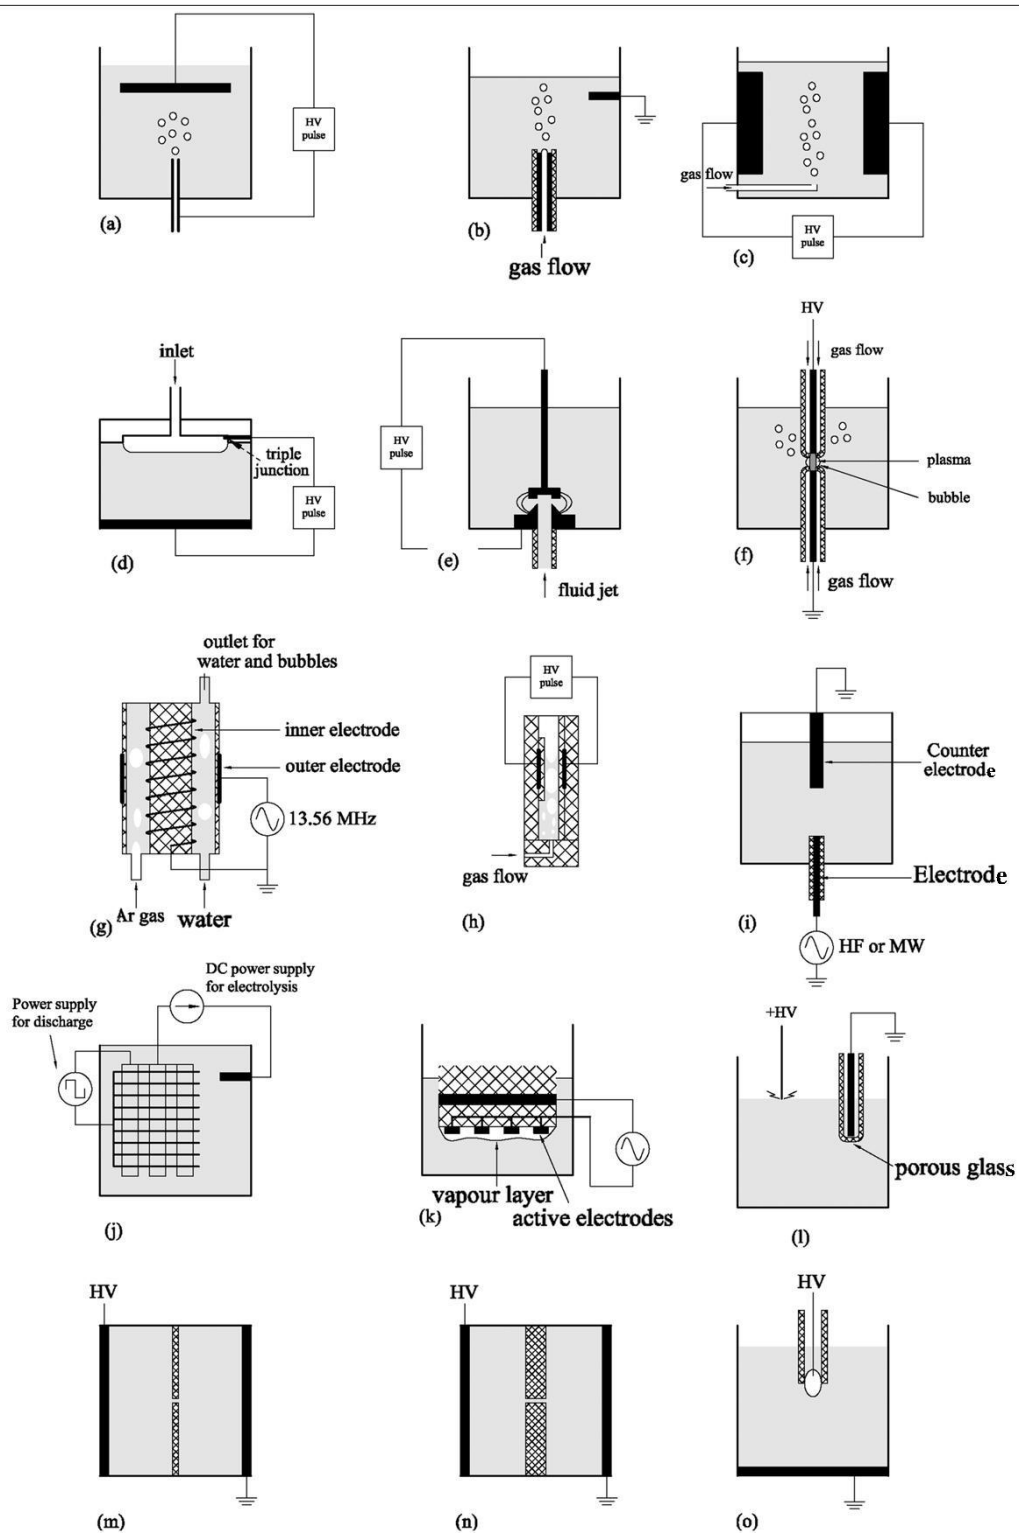 HV
pulse
(a)
(b)
gas flow
gas flow
HV
pulse
(c)
inlet
triple
junction
HV
pulse
(d)
HV
pulse
(e)
fluid jet
HV
gas flow
plasma
bubble
(f)
gas flow
outlet for
water and bubbles
inner electrode
outer electrode
13.56 MHz
(g)
Ar gas
water
HV
pulse
gas flow
(h)
Counter
electrode
Electrode
(i)
HF or MW
DC power supply
for electrolysis
Power supply
for discharge
(j)
vapour layer
(k)
active electrodes
+HV
porous glass
(l)
HV
(m)
HV
(n)
HV
(o)